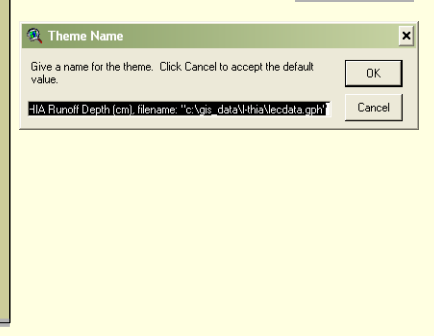 Theme Name
Give a name for the theme. Click Cancel to accept the default
value.
OK
HIA Runoff Depth (cm), filename: "c:\gis_data\l-thia\lecdata.gph"
Cancel